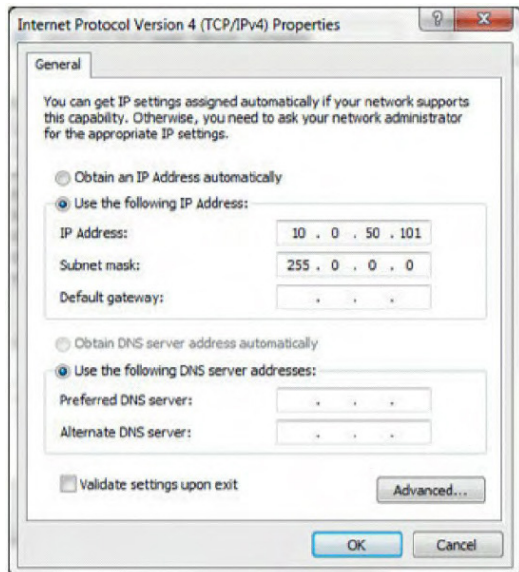 Internet Protocol Version 4 (TCP/IPv4) Properties
General
You can get IP settings assigned automatically if your network supports
this capability. Otherwise, you need to ask your network administrator
for the appropriate IP settings.
Obtain an IP Address automatically
Use the following IP Address:
IP Address: 10 . 0 . 50 . 101
Subnet mask: 255 . 0 . 0 . 0
Default gateway: . . .
Obtain DNS server address automatically
Use the following DNS server addresses:
Preferred DNS server: . . .
Alternate DNS server: . . .
Validate settings upon exit
Advanced...
OK Cancel